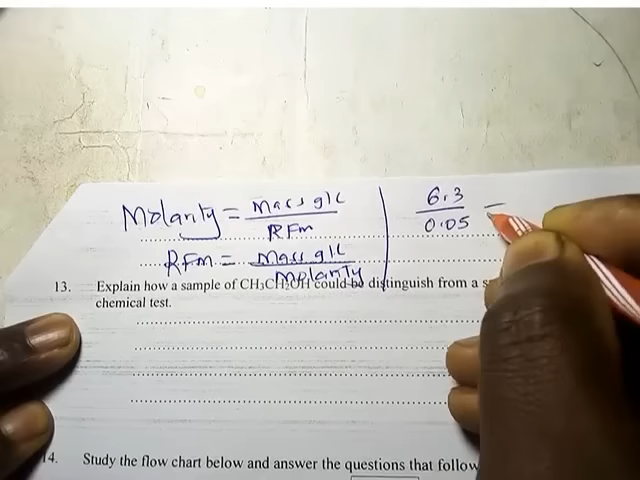 Molarity = Mass g/L
RFM
RFM = Mass g/L
Molarity
6.3
0.05 =
13. Explain how a sample of CH₃CH₂OH could be distinguish from a
chemical test.
14. Study the flow chart below and answer the questions that follow